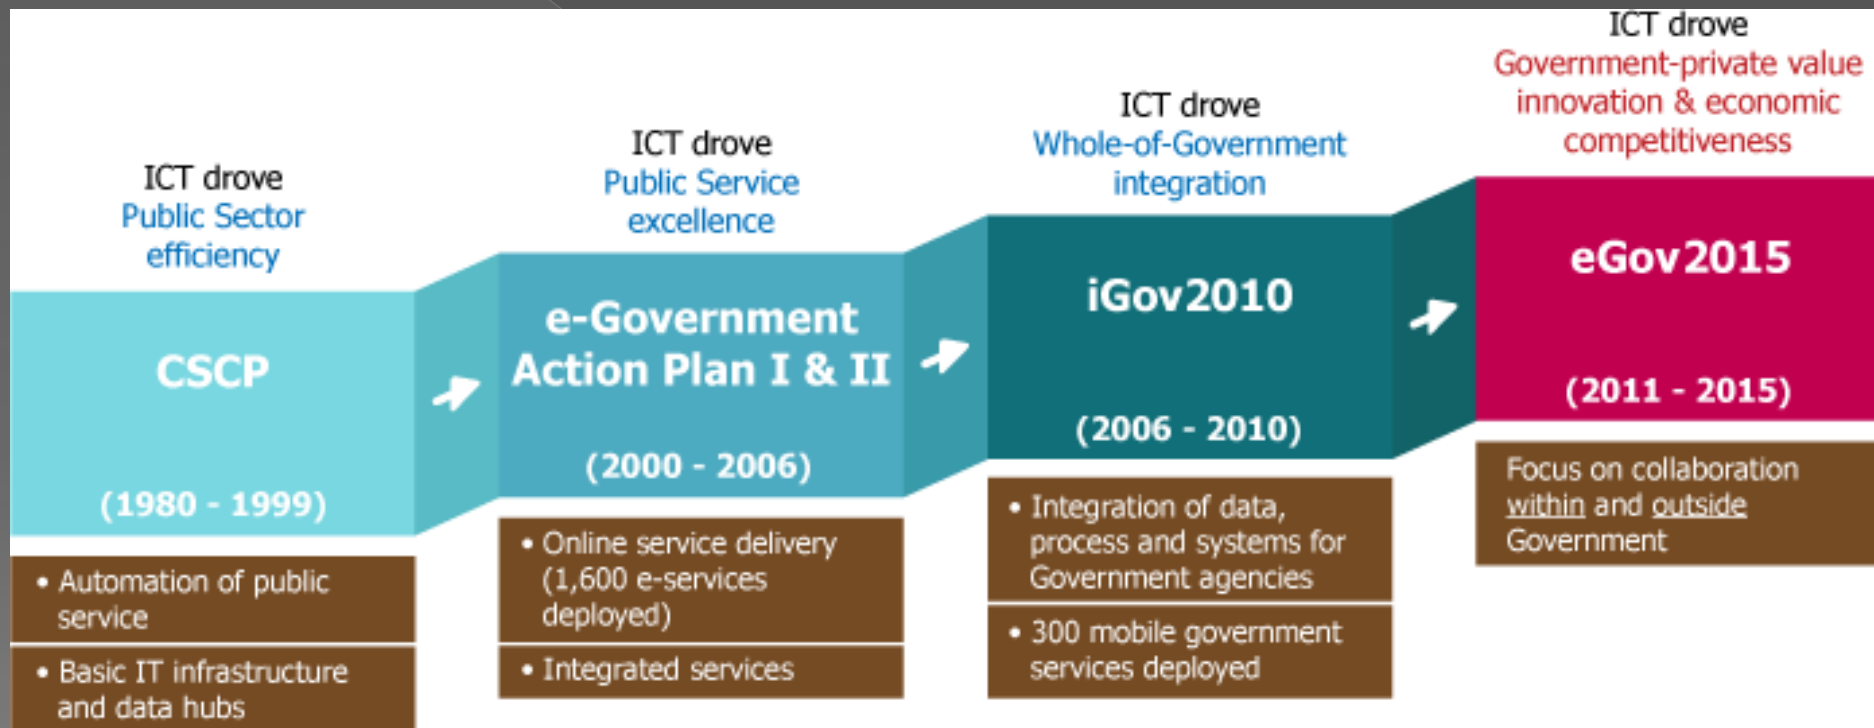 ICT drove
Public Sector
efficiency
CSCP
(1980 - 1999)
• Automation of public
service
• Basic IT infrastructure
and data hubs
ICT drove
Public Service
excellence
e-Government
Action Plan I & II
(2000 - 2006)
• Online service delivery
(1,600 e-services
deployed)
• Integrated services
ICT drove
Whole-of-Government
integration
iGov2010
(2006 - 2010)
• Integration of data,
process and systems for
Government agencies
• 300 mobile government
services deployed
ICT drove
Government-private value
innovation & economic
competitiveness
eGov2015
(2011 - 2015)
Focus on collaboration
within and outside
Government